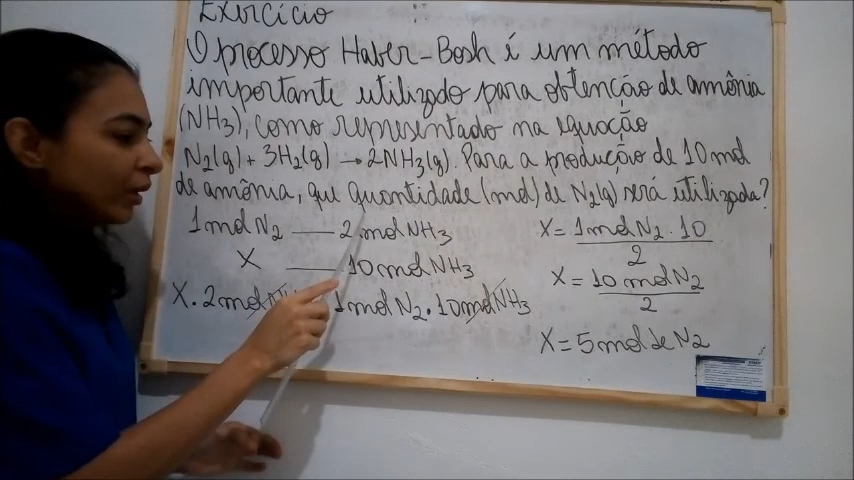 Exercício
O processo Haber-Bosh é um método
importante utilizado para obtenção de amônia
(NH3), como representado na equação
N2(g) + 3H2(g) → 2NH3(g). Para a produção de 10 mol
de amônia, que quantidade (mol) de N2(g) será utilizada?
1 mol N2 — 2 mol NH3
X — 10 mol NH3
X . 2 mol 1 mol N2 . 10 mol NH3
X = 1 mol N2 . 10
2
X = 10 mol N2
2
X = 5 mol de N2